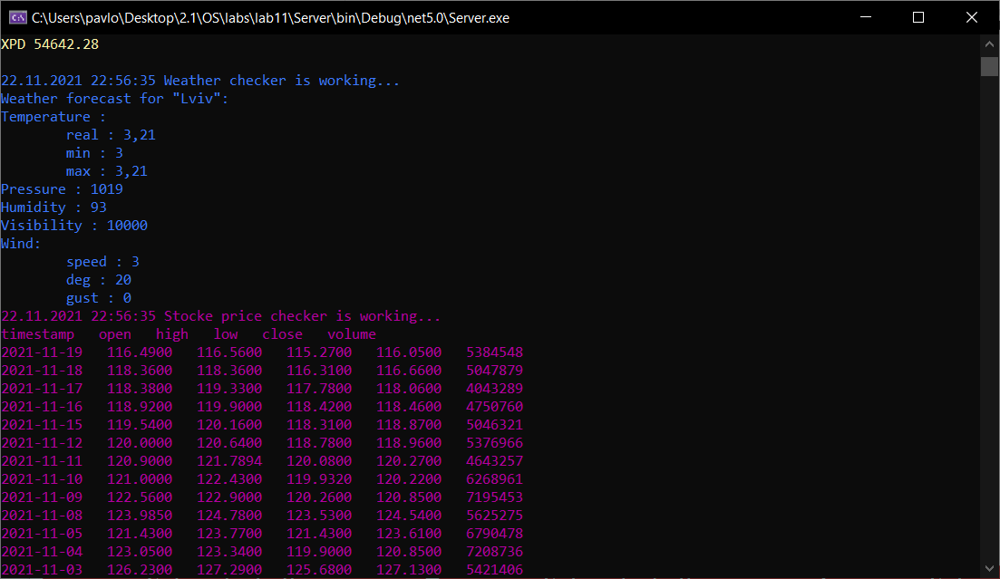 C:\Users\pavlo\Desktop\2.1\OS\labs\lab11\Server\bin\Debug\net5.0\Server.exe
XPD 54642.28
22.11.2021 22:56:35 Weather checker is working...
Weather forecast for "Lviv":
Temperature :
real : 3,21
min : 3
max : 3,21
Pressure : 1019
Humidity : 93
Visibility : 10000
Wind:
speed : 3
deg : 20
gust : 0
22.11.2021 22:56:35 Stocke price checker is working...
timestamp open high low close volume
2021-11-19 116.4900 116.5600 115.2700 116.0500 5384548
2021-11-18 118.3600 118.3600 116.3100 116.6600 5047879
2021-11-17 118.3800 119.3300 117.7800 118.0600 4043289
2021-11-16 118.9200 119.9000 118.4200 118.4600 4750760
2021-11-15 119.5400 120.1600 118.3100 118.8700 5046321
2021-11-12 120.0000 120.6400 118.7800 118.9600 5376966
2021-11-11 120.9000 121.7894 120.0800 120.2700 4643257
2021-11-10 121.0000 122.4300 119.9320 120.2200 6268961
2021-11-09 122.5600 122.9000 120.2600 120.8500 7195453
2021-11-08 123.9850 124.7800 123.5300 124.5400 5625275
2021-11-05 121.4300 123.7700 121.4300 123.6100 6790478
2021-11-04 123.0500 123.3400 119.9000 120.8500 7208736
2021-11-03 126.2300 127.2900 125.6800 127.1300 5421406